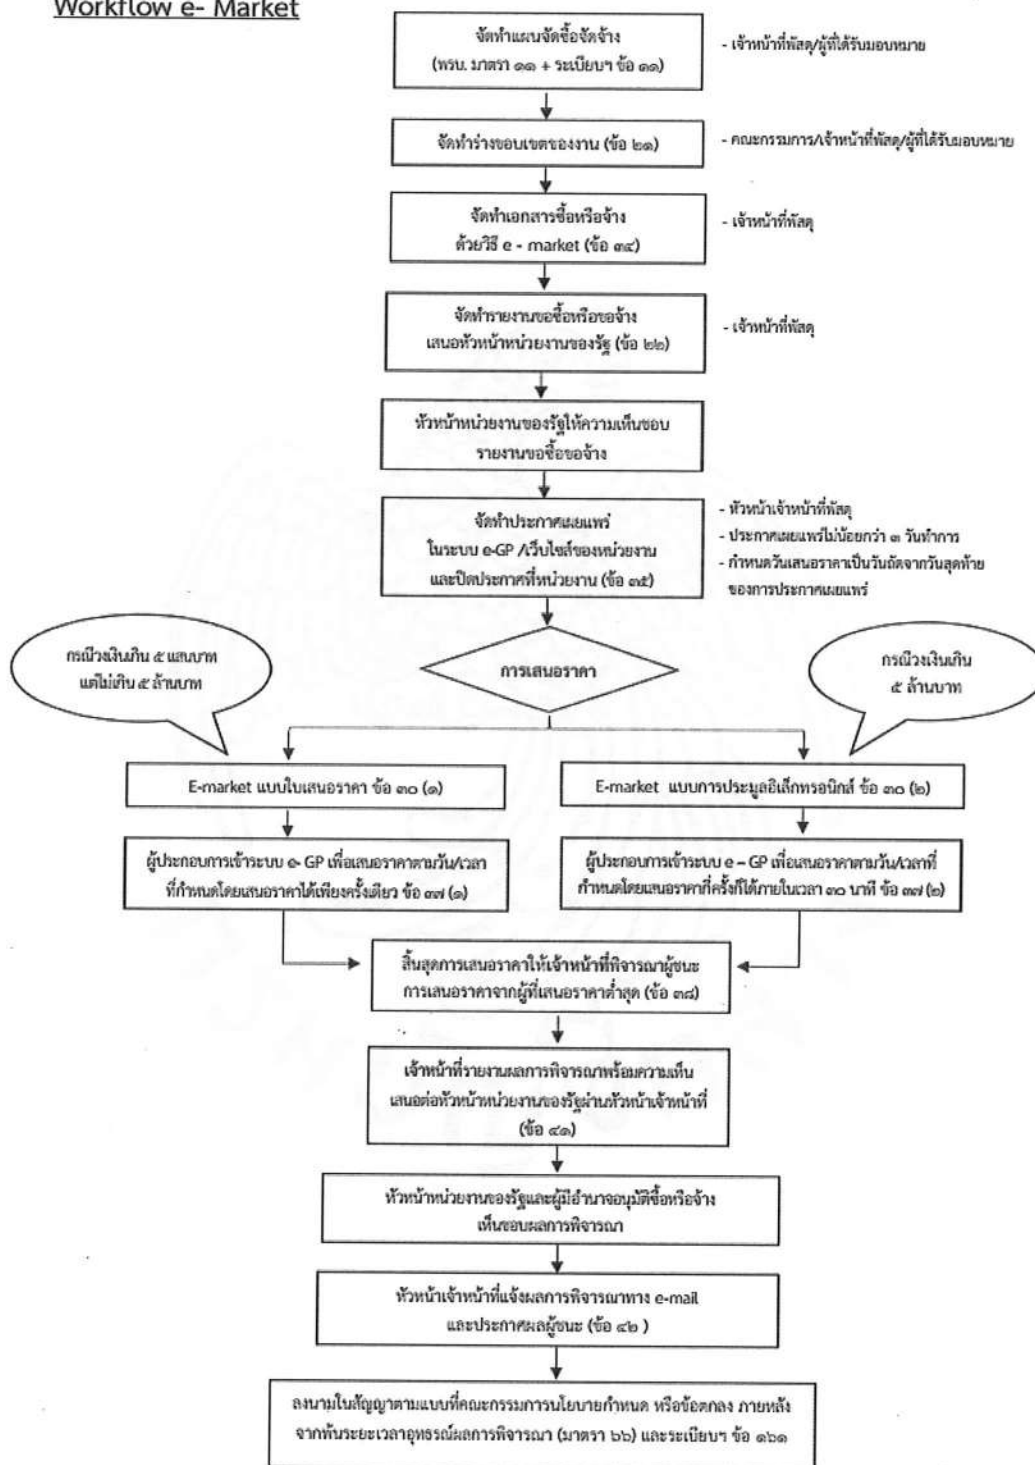 Workflow e- Market
จัดทำแผนจัดซื้อจัดจ้าง
(พรบ. มาตรา ๑๑ + ระเบียบฯ ข้อ ๑๑)
- เจ้าหน้าที่พัสดุ/ผู้ที่ได้รับมอบหมาย
จัดทำร่างขอบเขตของงาน (ข้อ ๒๑)
- คณะกรรมการ/เจ้าหน้าที่พัสดุ/ผู้ที่ได้รับมอบหมาย
จัดทำเอกสารซื้อหรือจ้าง
ด้วยวิธี e - market (ข้อ ๓๔)
- เจ้าหน้าที่พัสดุ
จัดทำรายงานขอซื้อหรือขอจ้าง
เสนอหัวหน้าหน่วยงานของรัฐ (ข้อ ๒๒)
- เจ้าหน้าที่พัสดุ
หัวหน้าหน่วยงานของรัฐให้ความเห็นชอบ
รายงานขอซื้อขอจ้าง
จัดทำประกาศเผยแพร่
ในระบบ e-GP /เว็บไซส์ของหน่วยงาน
และปิดประกาศที่หน่วยงาน (ข้อ ๓๕)
- หัวหน้าเจ้าหน้าที่พัสดุ
- ประกาศเผยแพร่ไม่น้อยกว่า ๓ วันทำการ
- กำหนดวันเสนอราคาเป็นวันถัดจากวันสุดท้าย
ของการประกาศเผยแพร่
กรณีวงเงินเกิน ๕ แสนบาท
แต่ไม่เกิน ๕ ล้านบาท
การเสนอราคา
กรณีวงเงินเกิน
๕ ล้านบาท
E-market แบบใบเสนอราคา ข้อ ๓๐ (๑)
E-market แบบการประมูลอิเล็กทรอนิกส์ ข้อ ๓๐ (๒)
ผู้ประกอบการเข้าระบบ e- GP เพื่อเสนอราคาตามวัน/เวลา
ที่กำหนดโดยเสนอราคาได้เพียงครั้งเดียว ข้อ ๓๗ (๑)
ผู้ประกอบการเข้าระบบ e – GP เพื่อเสนอราคาตามวัน/เวลาที่
กำหนดโดยเสนอราคากี่ครั้งก็ได้ภายในเวลา ๓๐ นาที ข้อ ๓๗ (๒)
สิ้นสุดการเสนอราคาให้เจ้าหน้าที่พิจารณาผู้ชนะ
การเสนอราคาจากผู้ที่เสนอราคาต่ำสุด (ข้อ ๓๘)
เจ้าหน้าที่รายงานผลการพิจารณาพร้อมความเห็น
เสนอต่อหัวหน้าหน่วยงานของรัฐผ่านหัวหน้าเจ้าหน้าที่
(ข้อ ๔๑)
หัวหน้าหน่วยงานของรัฐและผู้มีอำนาจอนุมัติซื้อหรือจ้าง
เห็นชอบผลการพิจารณา
หัวหน้าเจ้าหน้าที่แจ้งผลการพิจารณาทาง e-mail
และประกาศผลผู้ชนะ (ข้อ ๔๒ )
ลงนามในสัญญาตามแบบที่คณะกรรมการนโยบายกำหนด หรือข้อตกลง ภายหลัง
จากพ้นระยะเวลาอุทธรณ์ผลการพิจารณา (มาตรา ๖๖) และระเบียบฯ ข้อ ๑๖๑